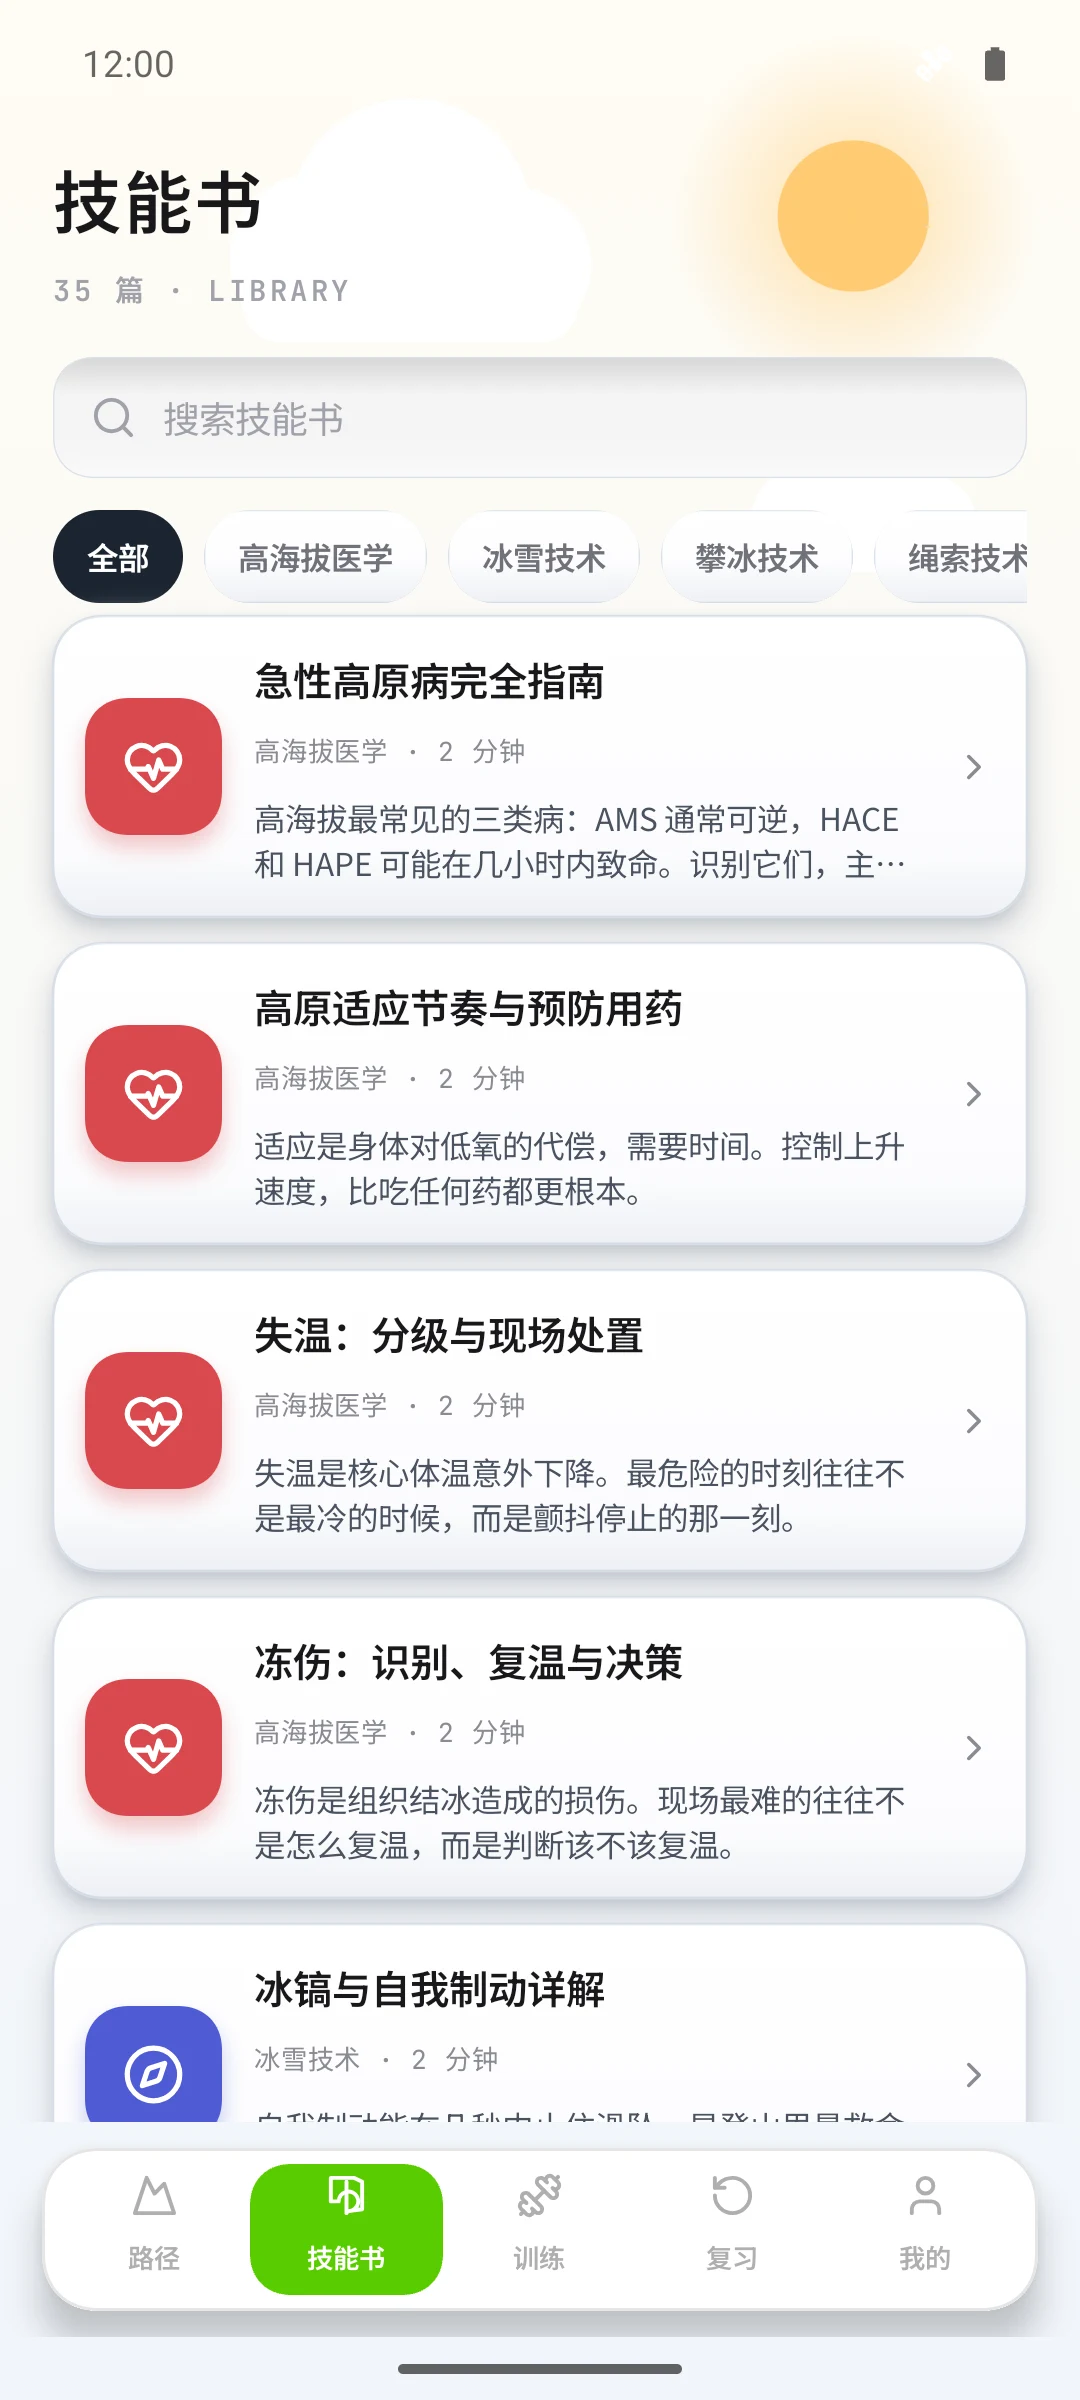 12:00
技能书
35 篇 · LIBRARY
搜索技能书
全部
高海拔医学
冰雪技术
攀冰技术
绳索技术
急性高原病完全指南
高海拔医学 · 2 分钟
高海拔最常见的三类病：AMS 通常可逆，HACE
和 HAPE 可能在几小时内致命。识别它们，主…
高原适应节奏与预防用药
高海拔医学 · 2 分钟
适应是身体对低氧的代偿，需要时间。控制上升
速度，比吃任何药都更根本。
失温：分级与现场处置
高海拔医学 · 2 分钟
失温是核心体温意外下降。最危险的时刻往往不
是最冷的时候，而是颤抖停止的那一刻。
冻伤：识别、复温与决策
高海拔医学 · 2 分钟
冻伤是组织结冰造成的损伤。现场最难的往往不
是怎么复温，而是判断该不该复温。
冰镐与自我制动详解
冰雪技术 · 2 分钟
路径
技能书
训练
复习
我的